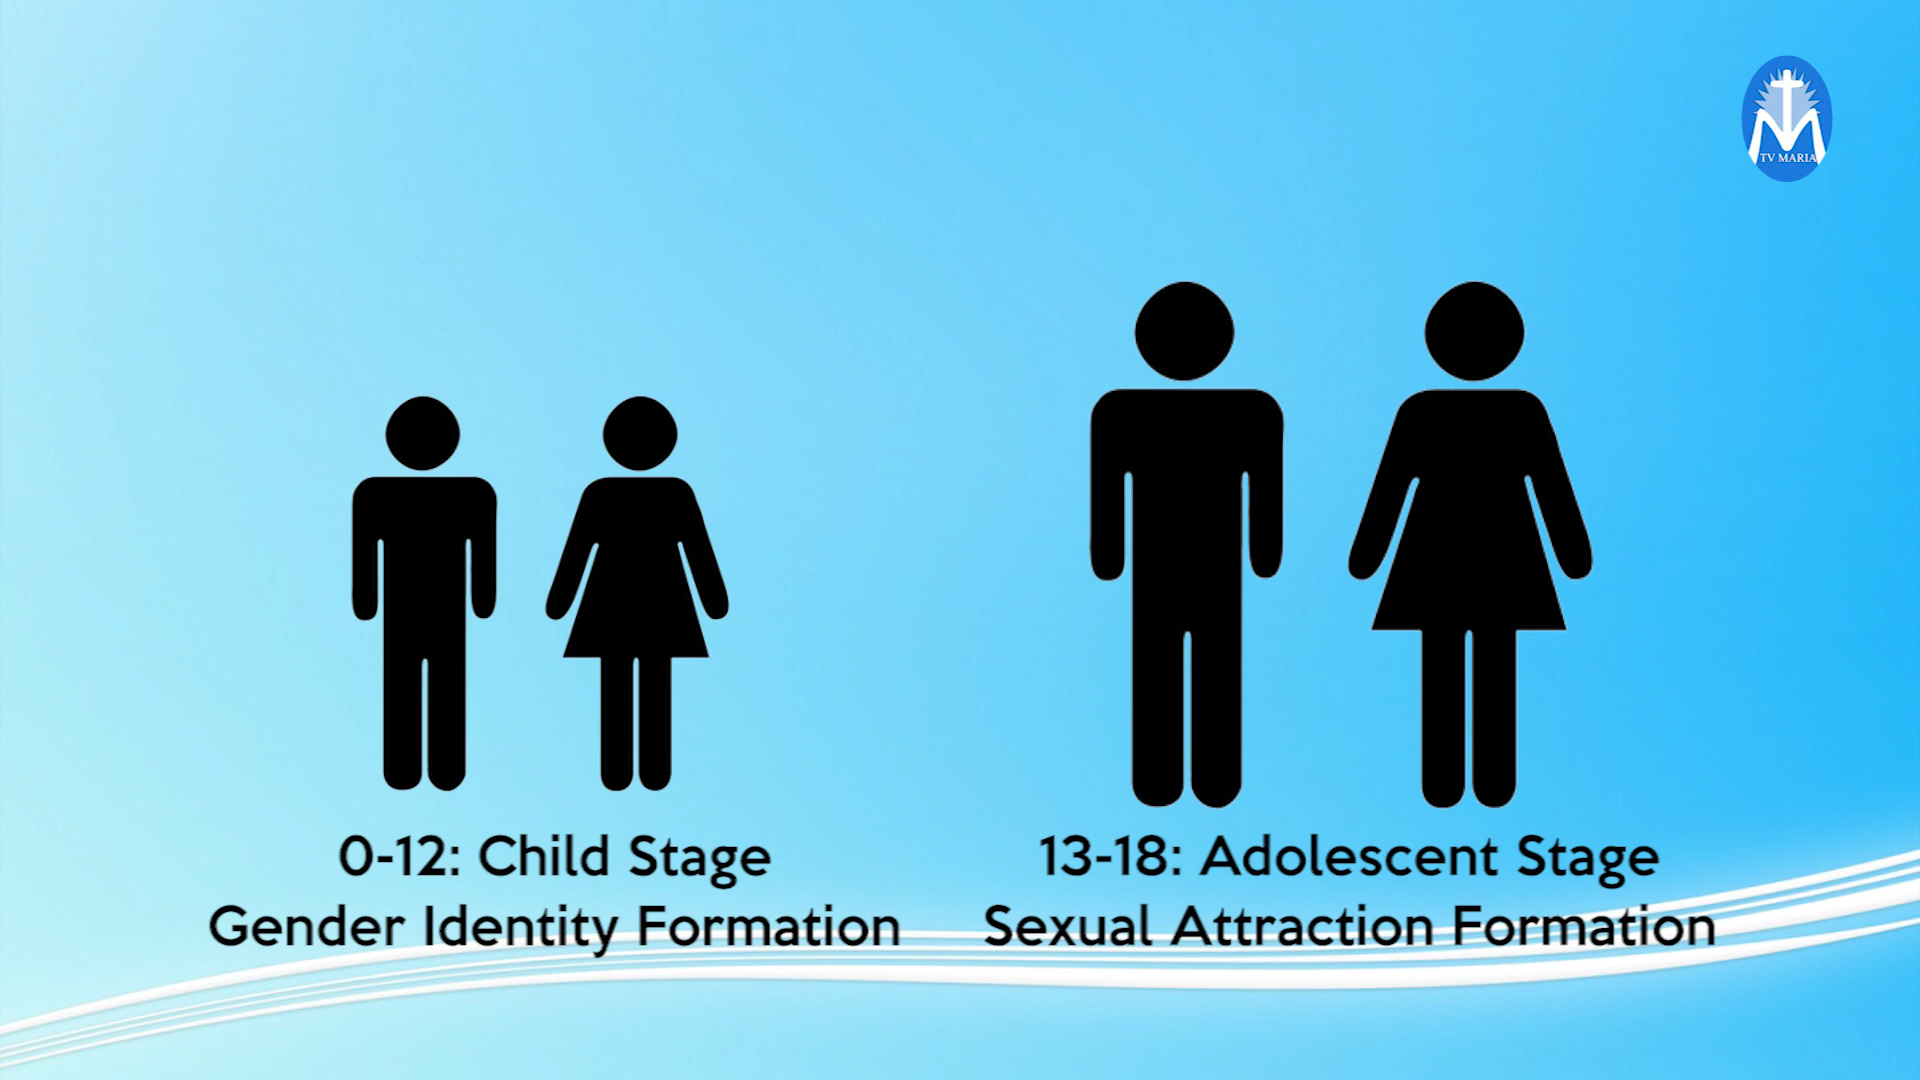 TV MARIA
0-12: Child Stage
Gender Identity Formation
13-18: Adolescent Stage
Sexual Attraction Formation